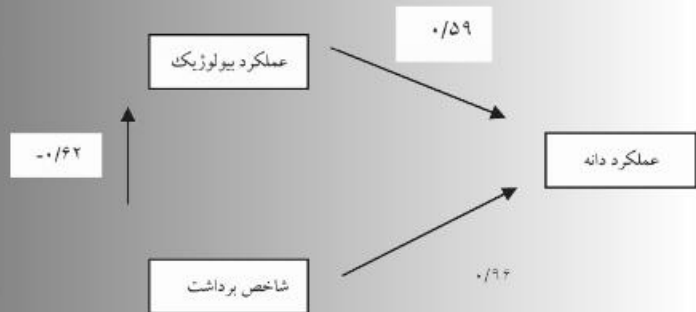 ۰/۵۹
عملکرد بیولوژیک
-۰/۶۲
عملکرد دانه
شاخص برداشت
۰/۹۶